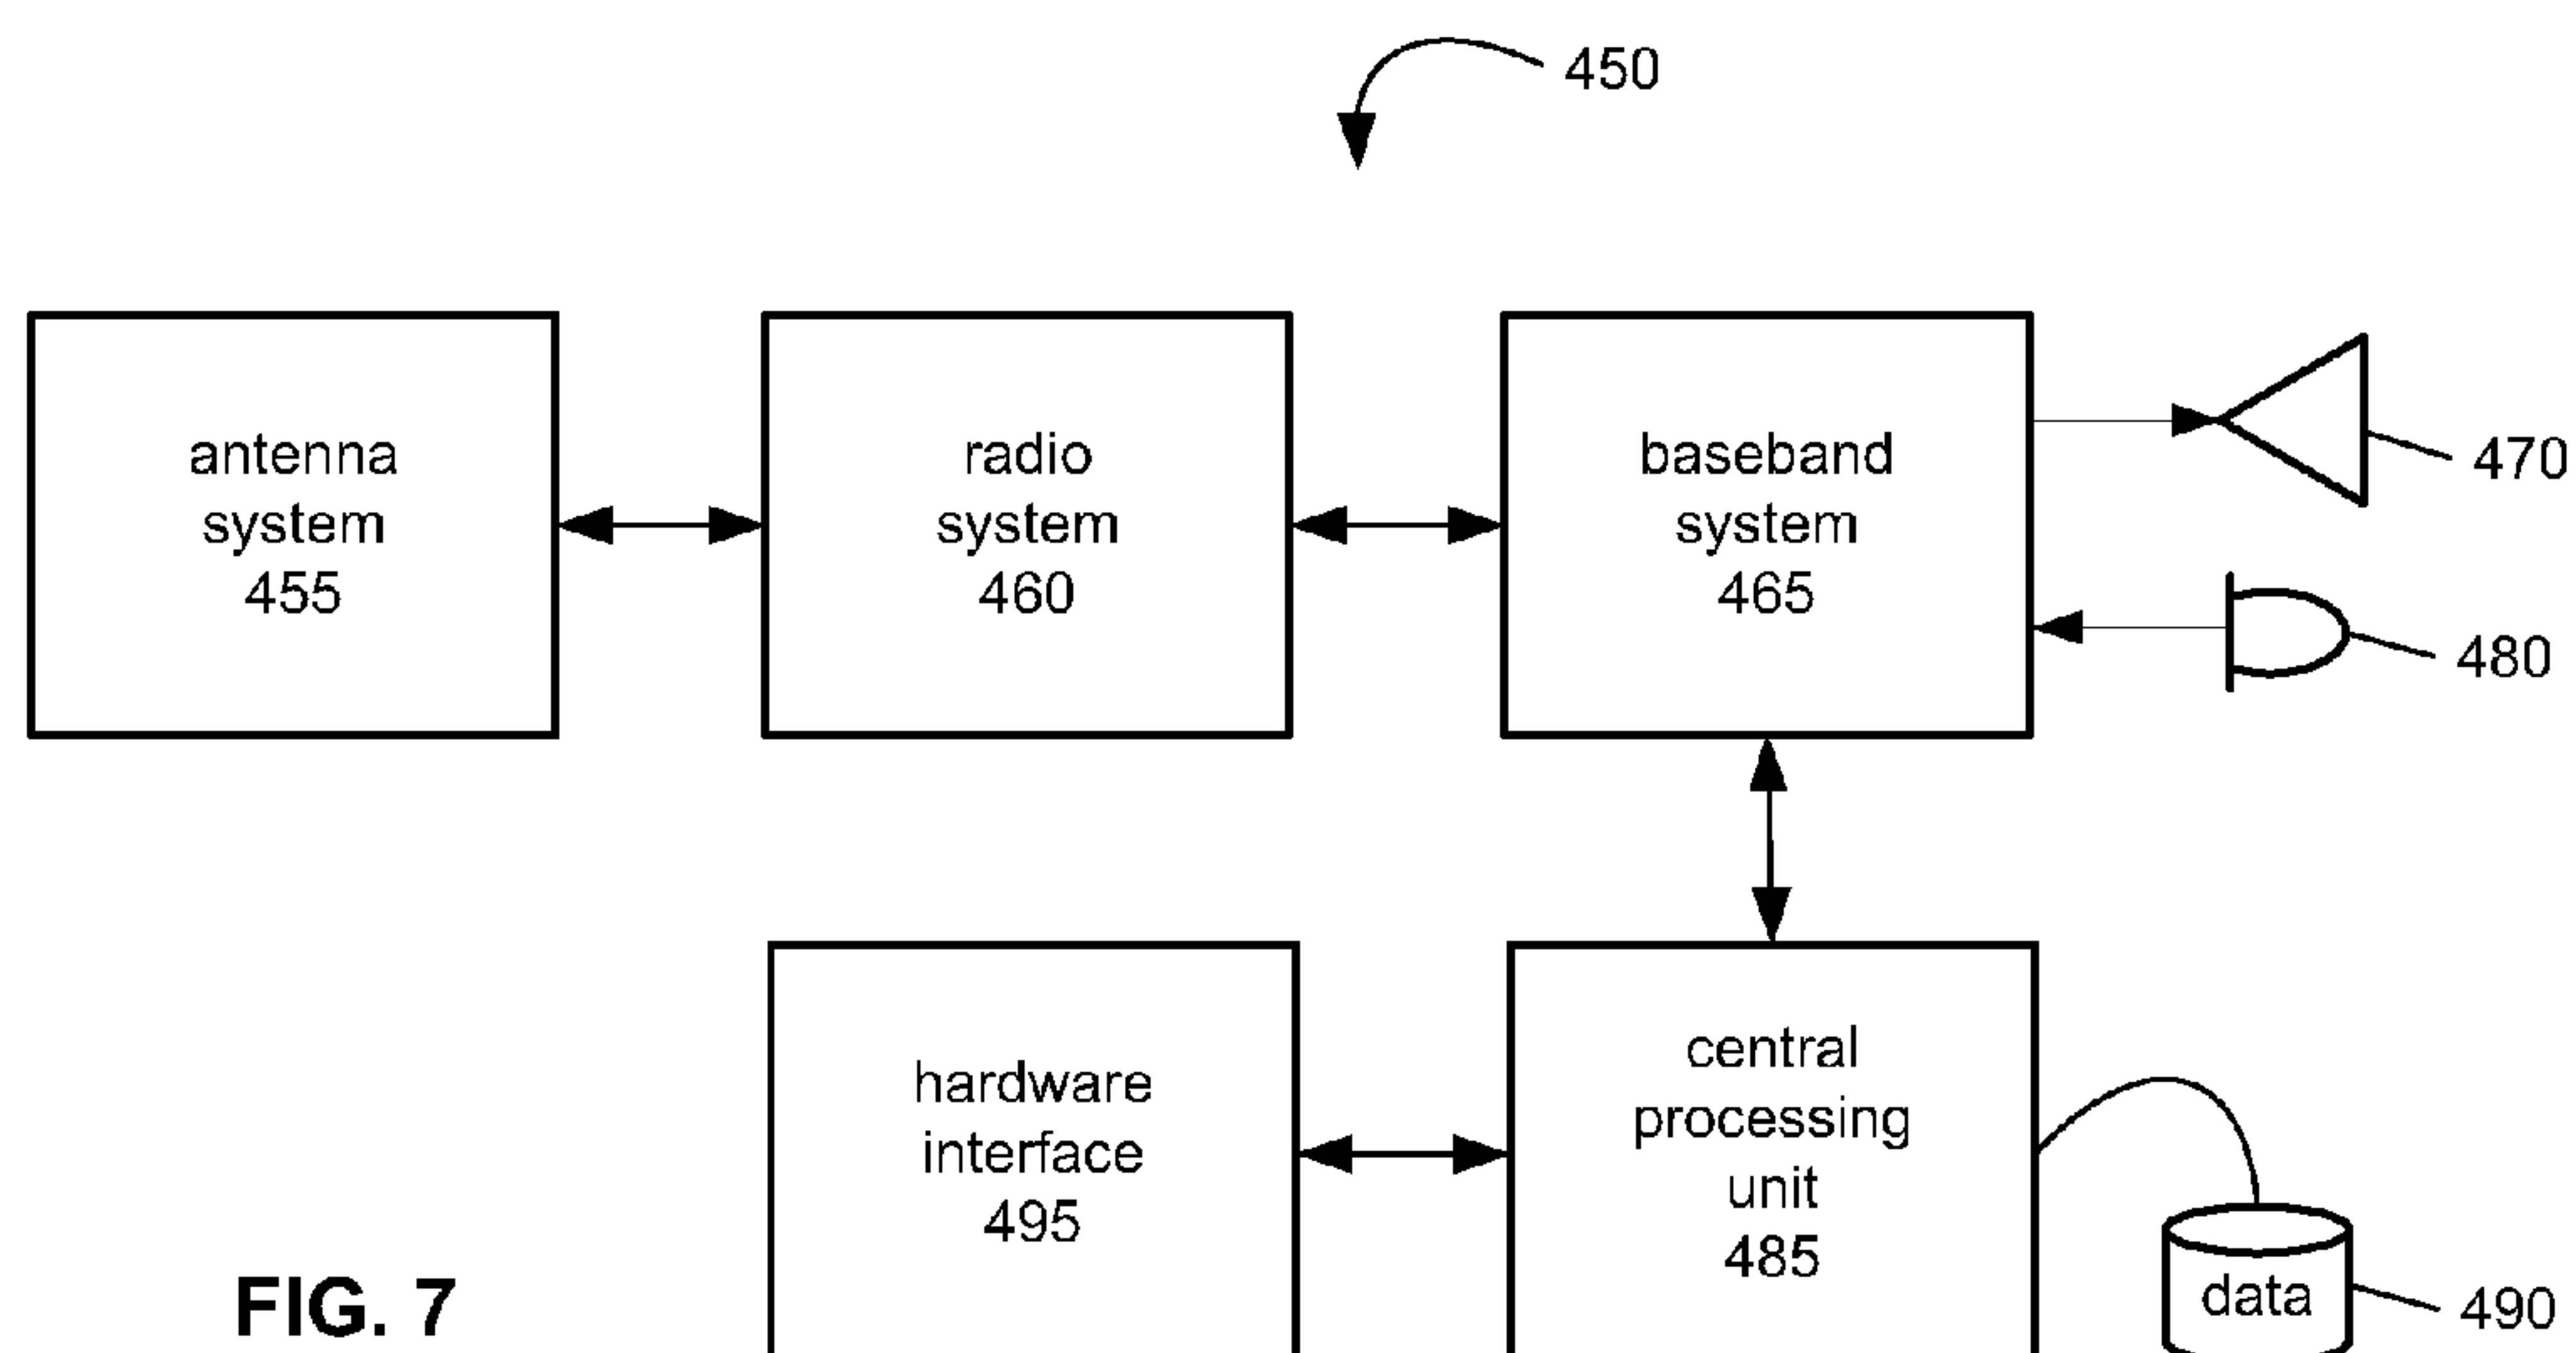 450
antenna
system
455
radio
system
460
baseband
system
465
470
480
hardware
interface
495
central
processing
unit
485
data
490
FIG. 7